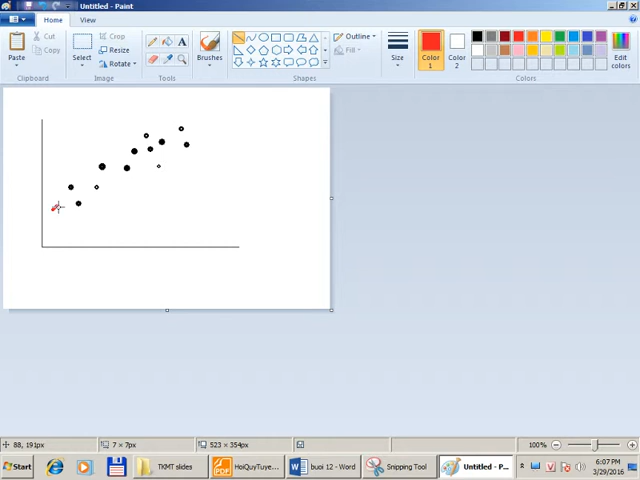 Untitled - Paint
Home
View
Paste
Cut
Copy
Clipboard
Select
Crop
Resize
Rotate
Image
A
Tools
Brushes
Outline
Fill
Shapes
Size
Color 1
Color 2
Colors
Edit colors
88, 191px
7 × 7px
523 × 354px
100%
Start
TKMT slides
PDF
HoiQuyTuye...
buoi 12 - Word
Snipping Tool
Untitled - P...
6:07 PM
3/29/2016